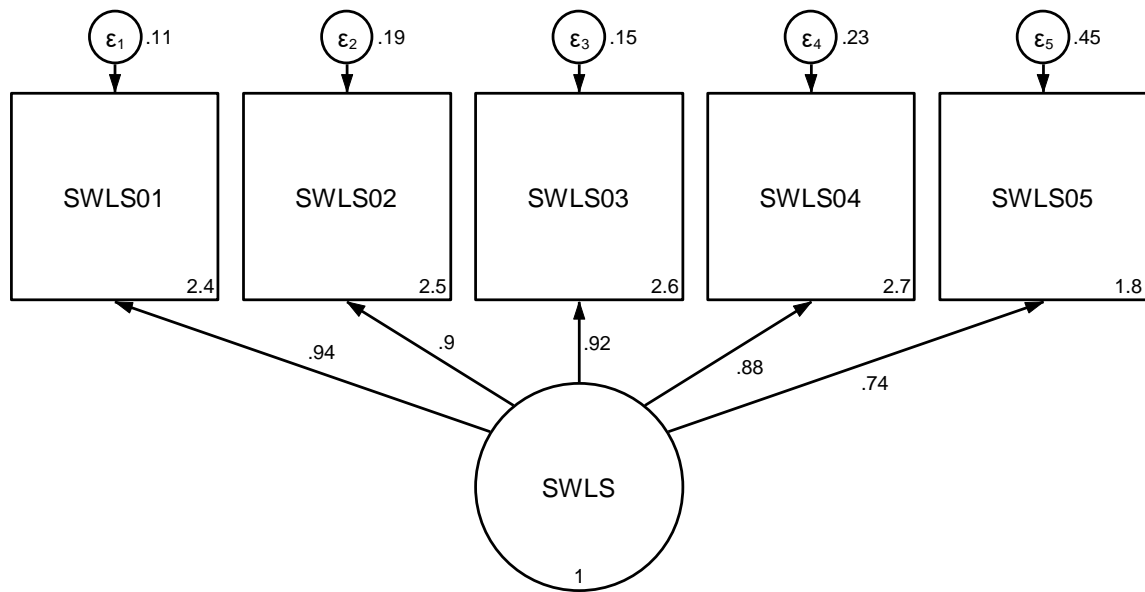 ε1 .11 ε2 .19 ε3 .15 ε4 .23 ε5 .45
SWLS01 SWLS02 SWLS03 SWLS04 SWLS05
2.4 2.5 2.6 2.7 1.8
.94 .9 .92 .88 .74
SWLS
1